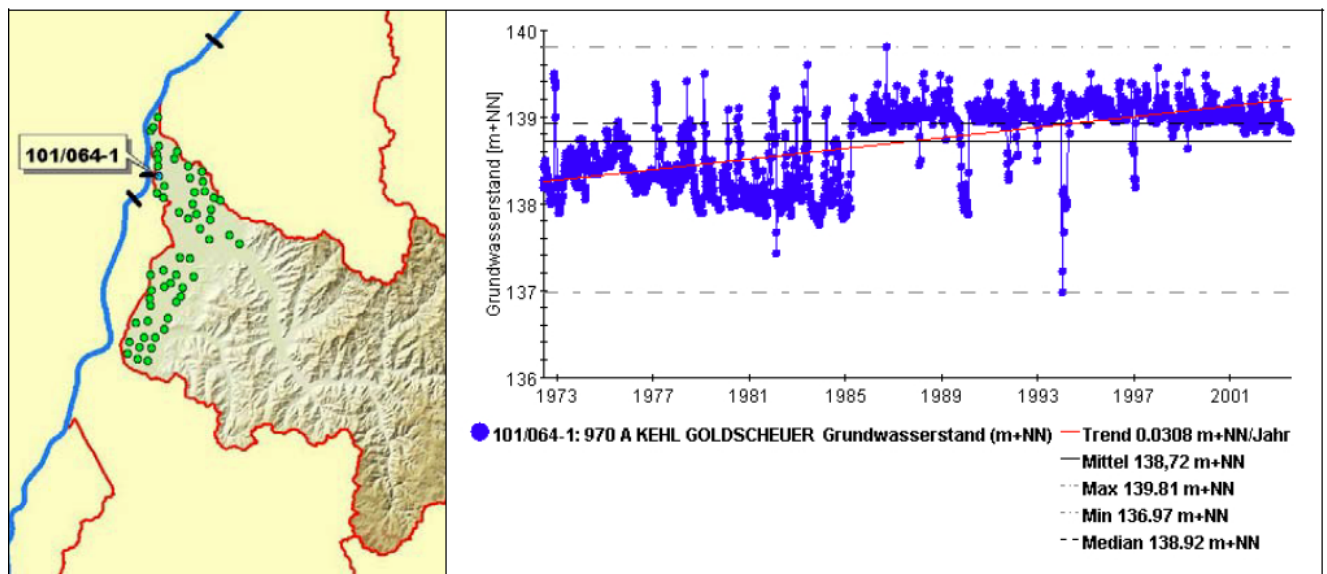 101/064-1
Grundwasserstand [m+NN]
140
139
138
137
136
1973 1977 1981 1985 1989 1993 1997 2001
101/064-1: 970 A KEHL GOLDSCHEUER Grundwasserstand (m+NN)
Trend 0.0308 m+NN/Jahr
Mittel 138,72 m+NN
Max 139.81 m+NN
Min 136.97 m+NN
Median 138.92 m+NN